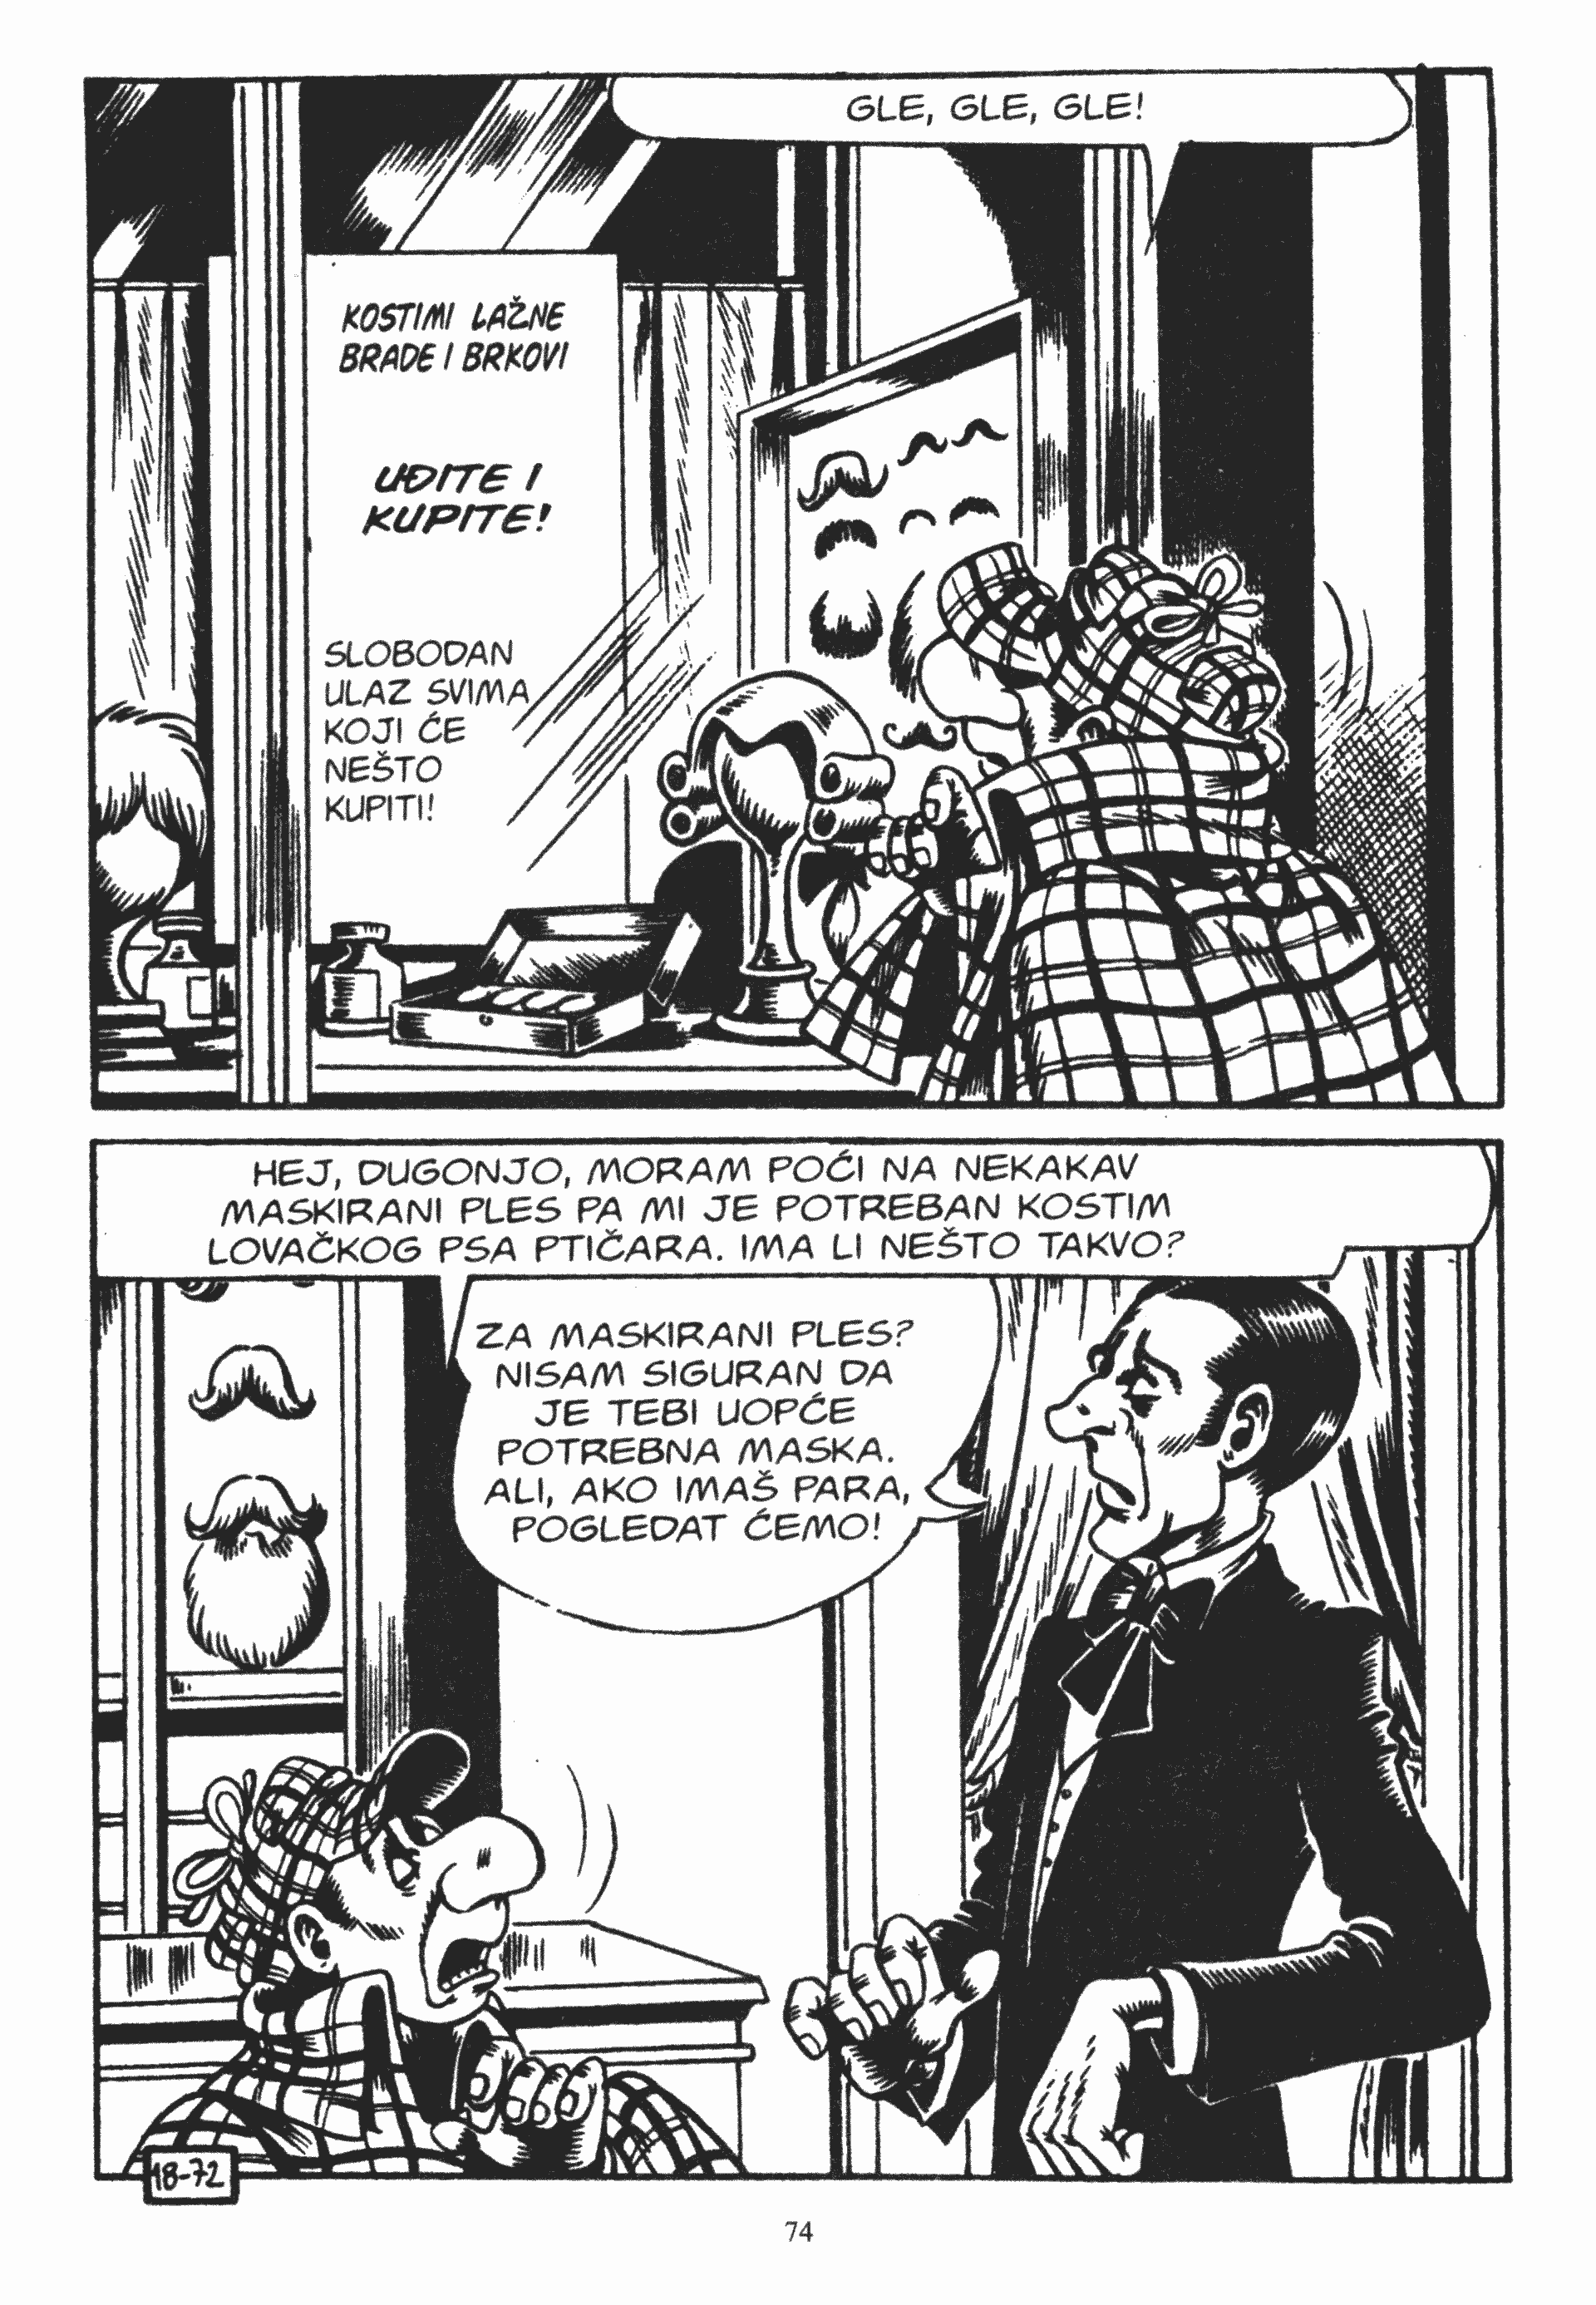 GLE, GLE, GLE!
KOSTIMI LAŽNE
BRADE I BRKOVI
UĐITE I
KUPITE!
SLOBODAN
ULAZ SVIMA
KOJI ĆE
NEŠTO
KUPITI!
HEJ, DUGONJO, MORAM POĆI NA NEKAKAV
MASKIRANI PLES PA MI JE POTREBAN KOSTIM
LOVAČKOG PSA PTIČARA. IMA LI NEŠTO TAKVO?
ZA MASKIRANI PLES?
NISAM SIGURAN DA
JE TEBI UOPĆE
POTREBNA MASKA.
ALI, AKO IMAŠ PARA,
POGLEDAT ĆEMO!
18-72
74